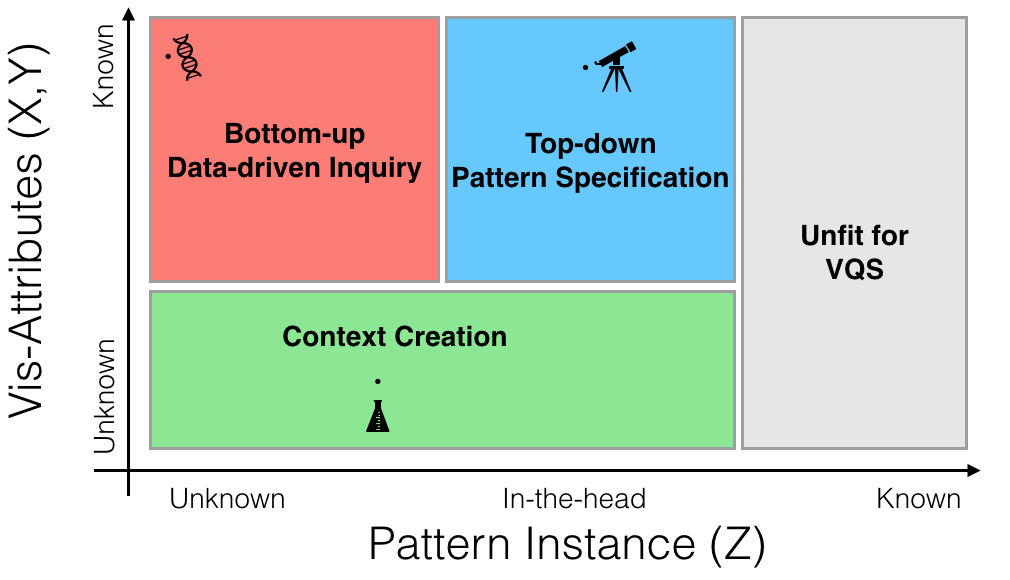 Vis-Attributes (X,Y)
Known
Unknown
Bottom-up
Data-driven Inquiry
Top-down
Pattern Specification
Unfit for
VQS
Context Creation
Unknown
In-the-head
Known
Pattern Instance (Z)